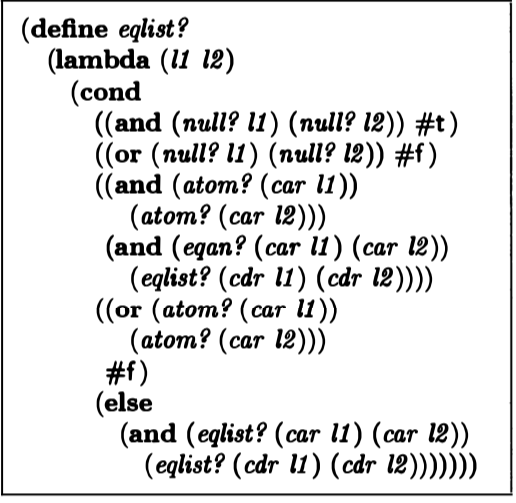 (define eqlist?
(lambda (l1 l2)
(cond
((and (null? l1) (null? l2)) #t)
((or (null? l1) (null? l2)) #f)
((and (atom? (car l1))
(atom? (car l2)))
(and (eqan? (car l1) (car l2))
(eqlist? (cdr l1) (cdr l2))))
((or (atom? (car l1))
(atom? (car l2)))
#f)
(else
(and (eqlist? (car l1) (car l2))
(eqlist? (cdr l1) (cdr l2)))))))